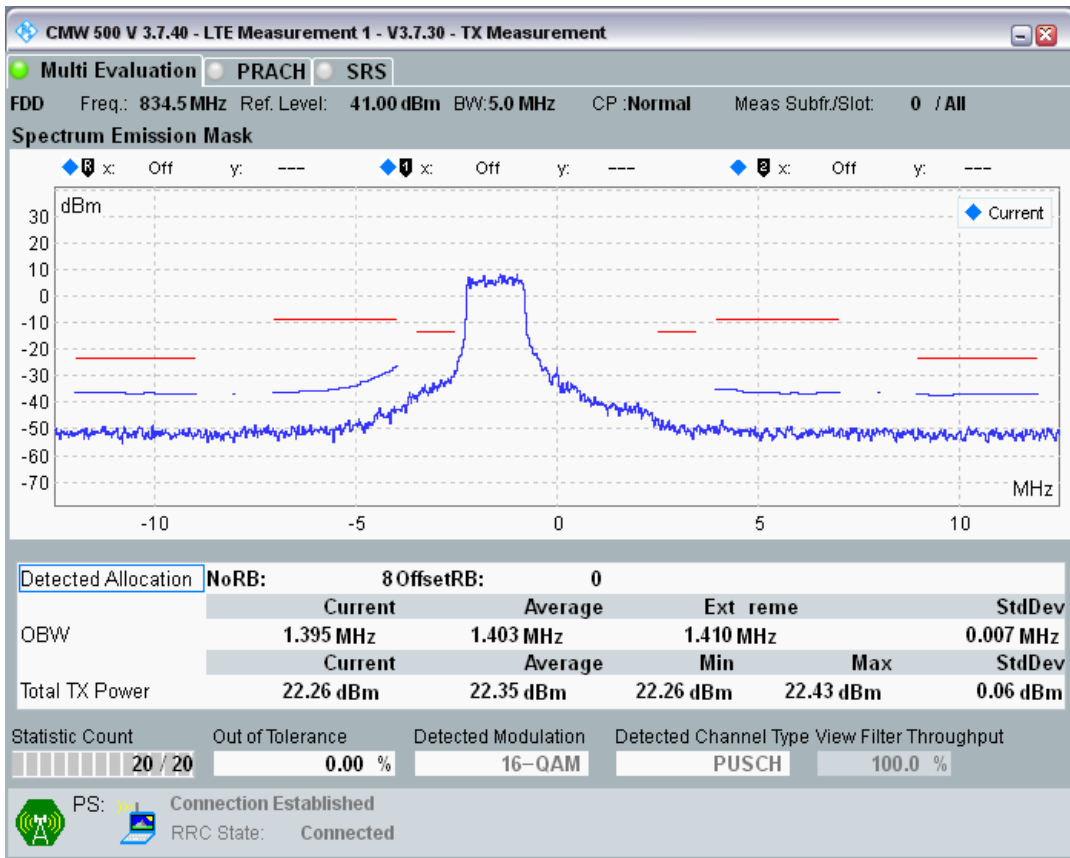 CMW 500 V 3.7.40 - LTE Measurement 1 - V3.7.30 - TX Measurement
Multi Evaluation PRACH SRS
FDD Freq.: 834.5 MHz Ref. Level: 41.00 dBm BW:5.0 MHz CP :Normal Meas Subfr./Slot: 0 / All
Spectrum Emission Mask
R x: Off y: --- 1 x: Off y: --- 2 x: Off y: ---
dBm
Current
30
20
10
0
-10
-20
-30
-40
-50
-60
-70
MHz
-10 -5 0 5 10
Detected Allocation NoRB: 8 OffsetRB: 0
Current Average Ext reme StdDev
OBW 1.395 MHz 1.403 MHz 1.410 MHz 0.007 MHz
Current Average Min Max StdDev
Total TX Power 22.26 dBm 22.35 dBm 22.26 dBm 22.43 dBm 0.06 dBm
Statistic Count Out of Tolerance Detected Modulation Detected Channel Type View Filter Throughput
20 / 20 0.00 % 16-QAM PUSCH 100.0 %
PS: Connection Established
RRC State: Connected